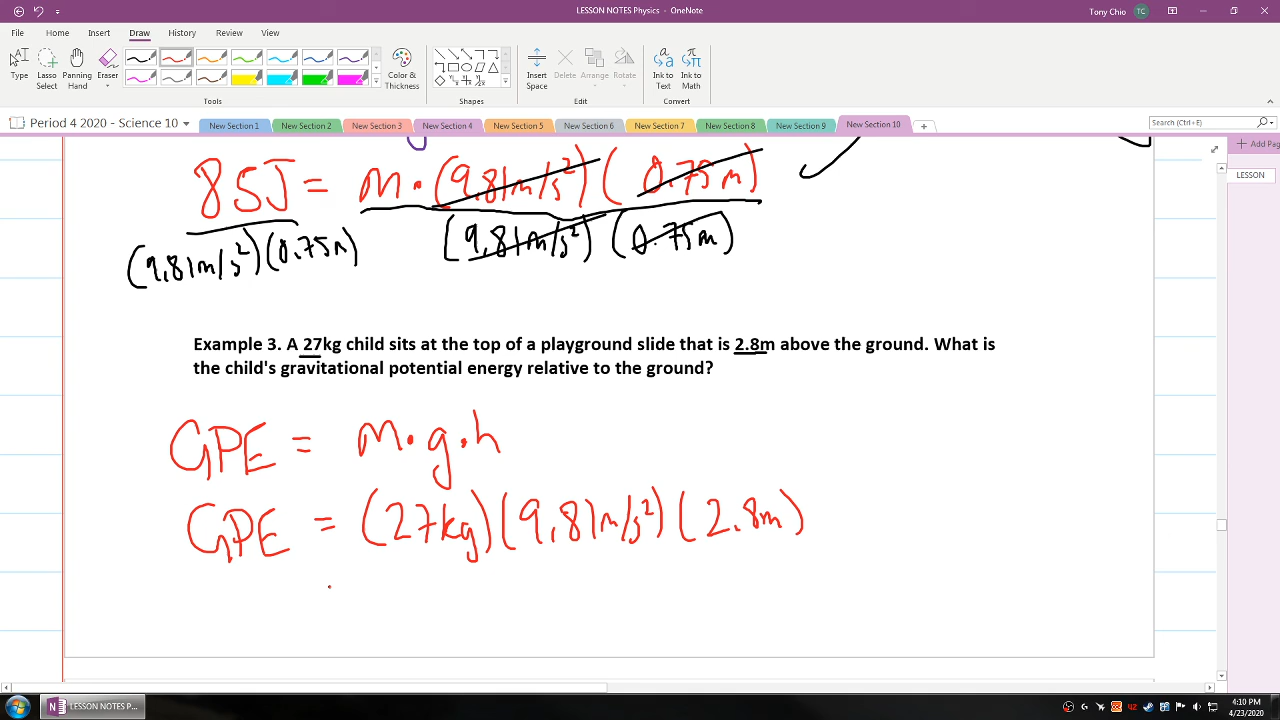 LESSON NOTES Physics - OneNote
Tony Chio TC
File Home Insert Draw History Review View
Type
Lasso Select
Panning Hand
Eraser
Color & Thickness
Insert Space
Delete
Arrange
Rotate
Ink to Text
Ink to Math
Tools Shapes Edit Convert
Period 4 2020 - Science 10
New Section 1 New Section 2 New Section 3 New Section 4 New Section 5 New Section 6 New Section 7 New Section 8 New Section 9 New Section 10
Search (Ctrl+E)
Add Pag
LESSON
85J = m · (9.81m/s²) (0.75m)
(9.81m/s²)(0.75m) (9.81m/s²) (0.75m)
Example 3. A 27kg child sits at the top of a playground slide that is 2.8m above the ground. What is
the child's gravitational potential energy relative to the ground?
GPE = m·g·h
GPE = (27kg)(9.81m/s²)(2.8m)
LESSON NOTES Ph...
4:10 PM
4/23/2020